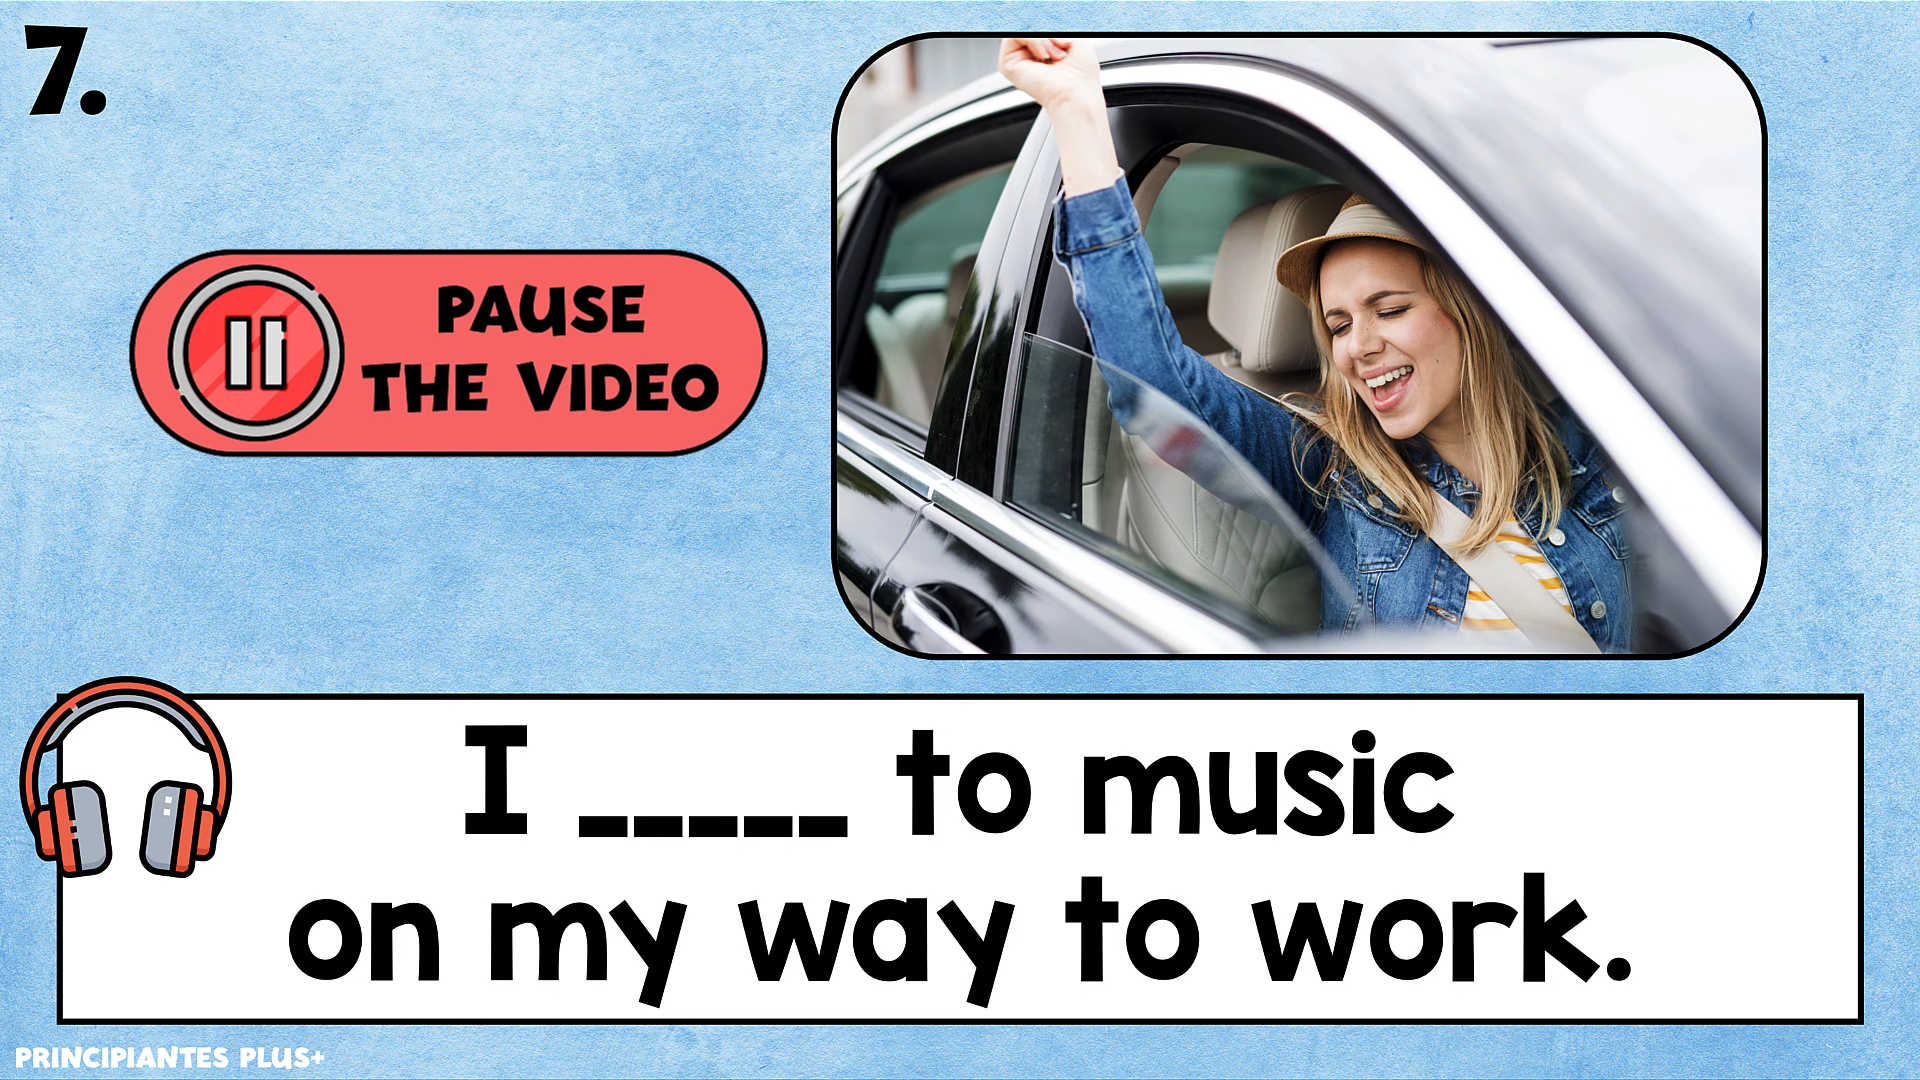 7.
PAUSE
THE VIDEO
I _____ to music
on my way to work.
PRINCIPIANTES PLUS+